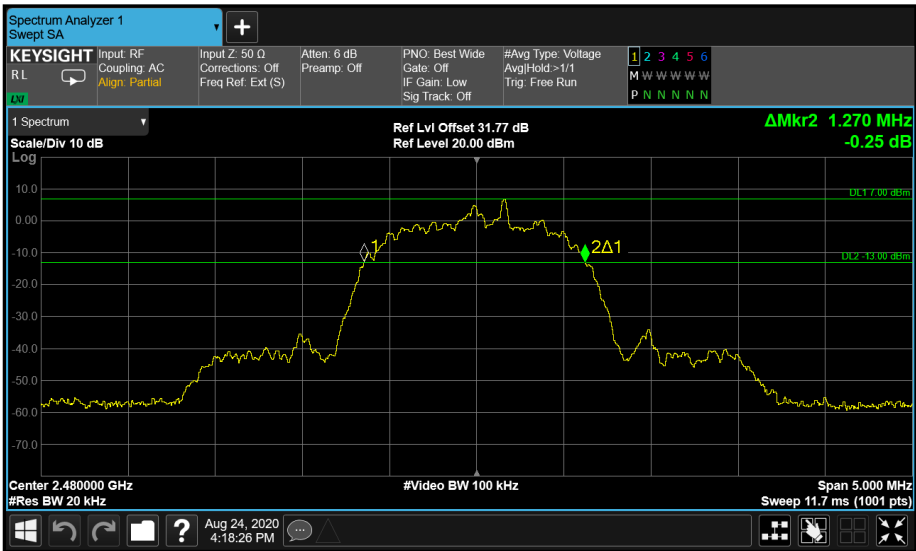 Spectrum Analyzer 1
Swept SA
+
KEYSIGHT Input: RF Input Z: 50 Ω Atten: 6 dB PNO: Best Wide #Avg Type: Voltage 1 2 3 4 5 6
R L Coupling: AC Corrections: Off Preamp: Off Gate: Off Avg|Hold:>1/1 M W W W W W
Align: Partial Freq Ref: Ext (S) IF Gain: Low Trig: Free Run
LXI Sig Track: Off P N N N N N
1 Spectrum Ref Lvl Offset 31.77 dB ΔMkr2 1.270 MHz
Scale/Div 10 dB Ref Level 20.00 dBm -0.25 dB
Log
10.0 DL1 7.00 dBm
0.00
1 2Δ1
-10.0 DL2 -13.00 dBm
-20.0
-30.0
-40.0
-50.0
-60.0
-70.0
Center 2.480000 GHz #Video BW 100 kHz Span 5.000 MHz
#Res BW 20 kHz Sweep 11.7 ms (1001 pts)
? Aug 24, 2020
4:18:26 PM